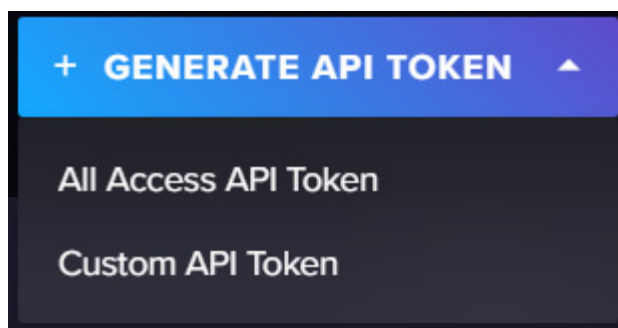 + GENERATE API TOKEN
All Access API Token
Custom API Token